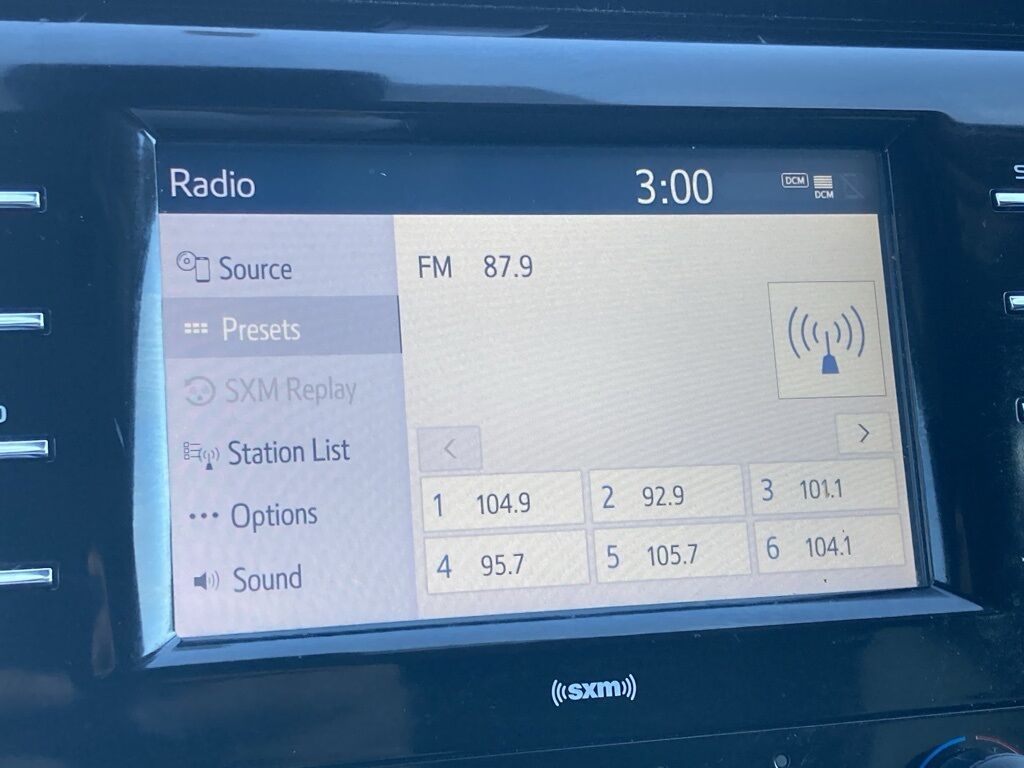 Radio 3:00 DCM
DCM
Source
FM 87.9
Presets
SXM Replay
Station List
Options
Sound
1 104.9
2 92.9
3 101.1
4 95.7
5 105.7
6 104.1
((sxm))